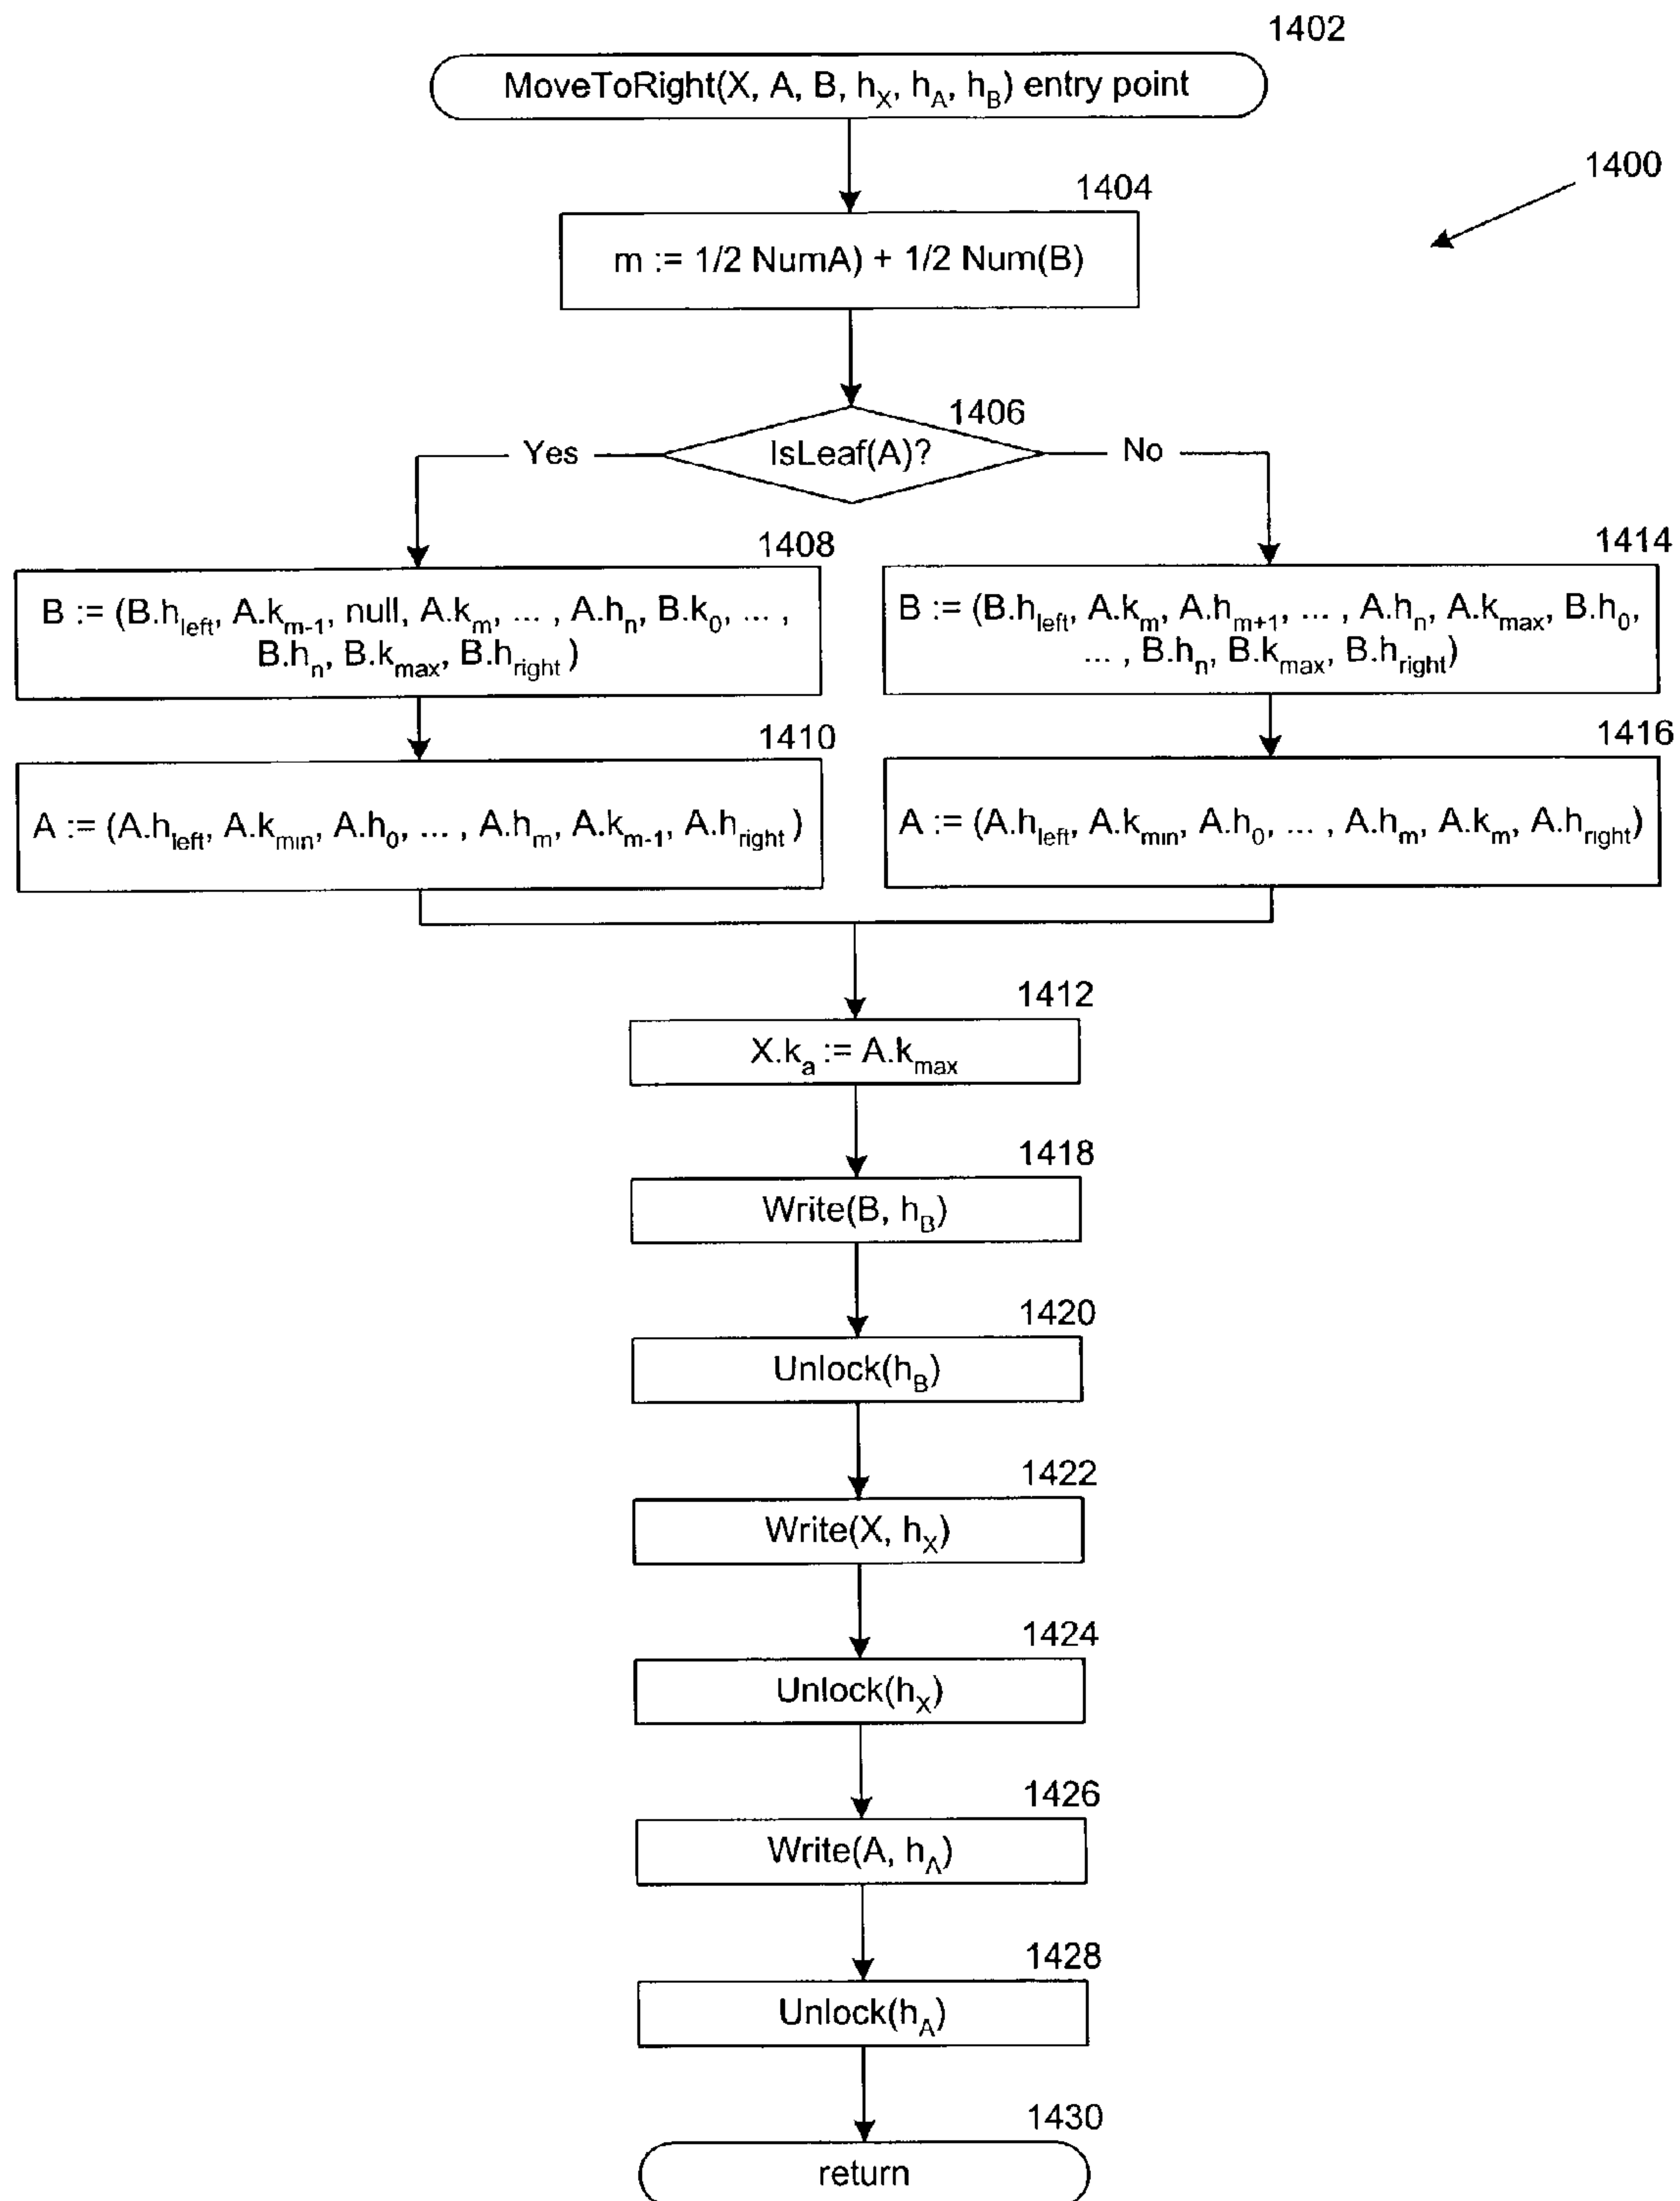 1402
MoveToRight(X, A, B, hX, hA, hB) entry point
1400
1404
m := 1/2 NumA) + 1/2 Num(B)
1406
IsLeaf(A)?
Yes
No
1408
B := (B.hleft, A.km-1, null, A.km, ... , A.hn, B.k0, ... ,
B.hn, B.kmax, B.hright )
1414
B := (B.hleft, A.km, A.hm+1, ... , A.hn, A.kmax, B.h0,
... , B.hn, B.kmax, B.hright)
1410
A := (A.hleft, A.kmin, A.h0, ... , A.hm, A.km-1, A.hright )
1416
A := (A.hleft, A.kmin, A.h0, ... , A.hm, A.km, A.hright)
1412
X.ka := A.kmax
1418
Write(B, hB)
1420
Unlock(hB)
1422
Write(X, hX)
1424
Unlock(hX)
1426
Write(A, hA)
1428
Unlock(hA)
1430
return